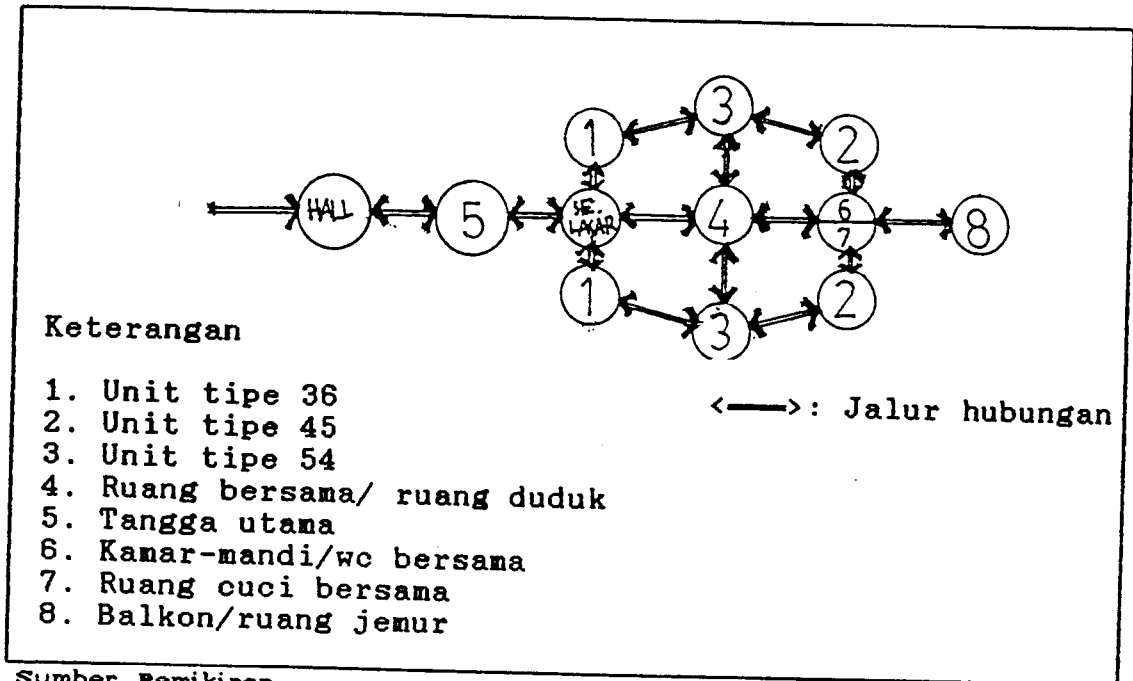 3
1 2
HALL 5 SE. LAKAR 4 6 7 8
1 3 2
Keterangan
1. Unit tipe 36
2. Unit tipe 45
3. Unit tipe 54
4. Ruang bersama/ ruang duduk
5. Tangga utama
6. Kamar-mandi/wc bersama
7. Ruang cuci bersama
8. Balkon/ruang jemur
<——>: Jalur hubungan
Sumber Pemikiran